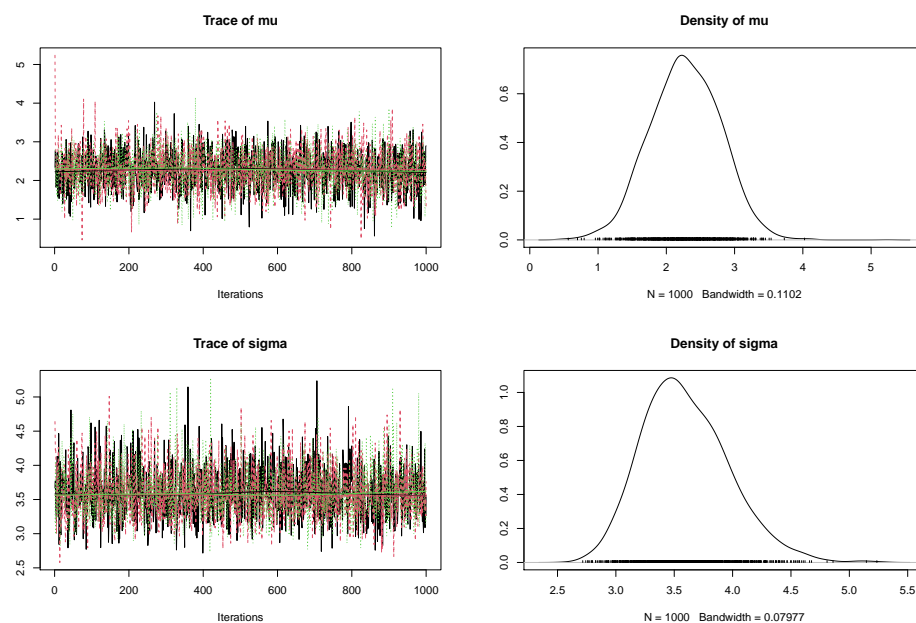 Trace of mu
5
4
3
2
1
0 200 400 600 800 1000
Iterations
Density of mu
0.6
0.4
0.2
0.0
0 1 2 3 4 5
N = 1000 Bandwidth = 0.1102
Trace of sigma
5.0
4.5
4.0
3.5
3.0
2.5
0 200 400 600 800 1000
Iterations
Density of sigma
1.0
0.8
0.6
0.4
0.2
0.0
2.5 3.0 3.5 4.0 4.5 5.0 5.5
N = 1000 Bandwidth = 0.07977